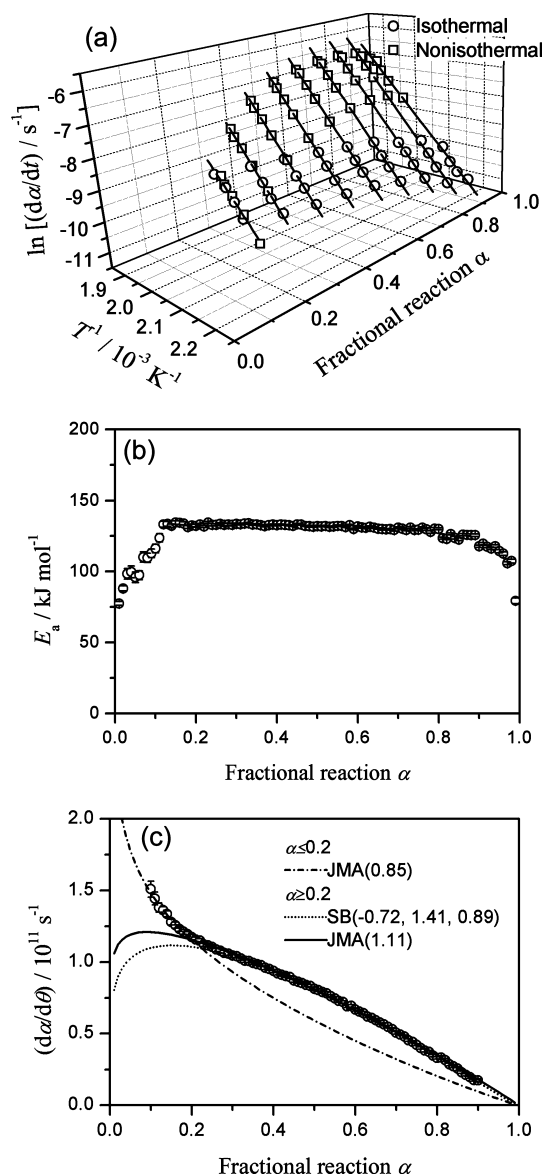 (a)
Isothermal
Nonisothermal
ln [(dα/dt) / s⁻¹]
-6
-7
-8
-9
-10
-11
1.9
2.0
2.1
2.2
T⁻¹ / 10⁻³ K⁻¹
0.0
0.2
0.4
0.6
0.8
1.0
Fractional reaction α
(b)
Eₐ / kJ mol⁻¹
200
150
100
50
0
0.0 0.2 0.4 0.6 0.8 1.0
Fractional reaction α
(c)
α≤0.2
JMA(0.85)
α≥0.2
SB(-0.72, 1.41, 0.89)
JMA(1.11)
(dα/dθ) / 10¹¹ s⁻¹
2.0
1.5
1.0
0.5
0.0
0.0 0.2 0.4 0.6 0.8 1.0
Fractional reaction α